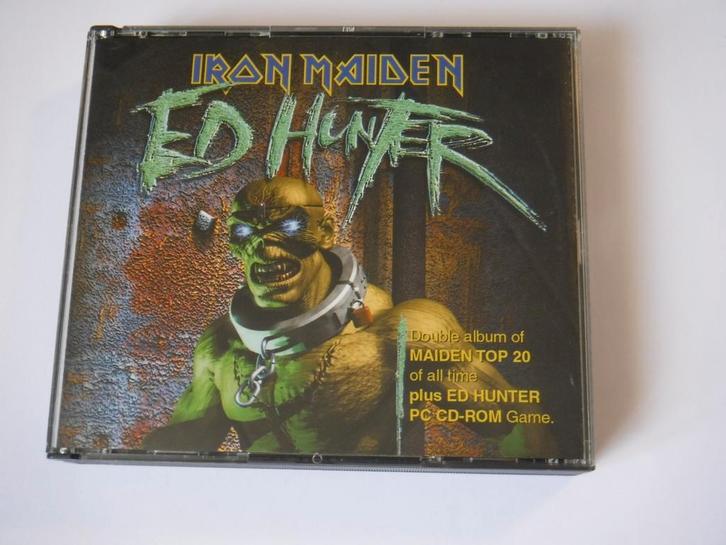 IRON MAIDEN
ED HUNTER
Double album of
MAIDEN TOP 20
of all time
plus ED HUNTER
PC CD-ROM Game.